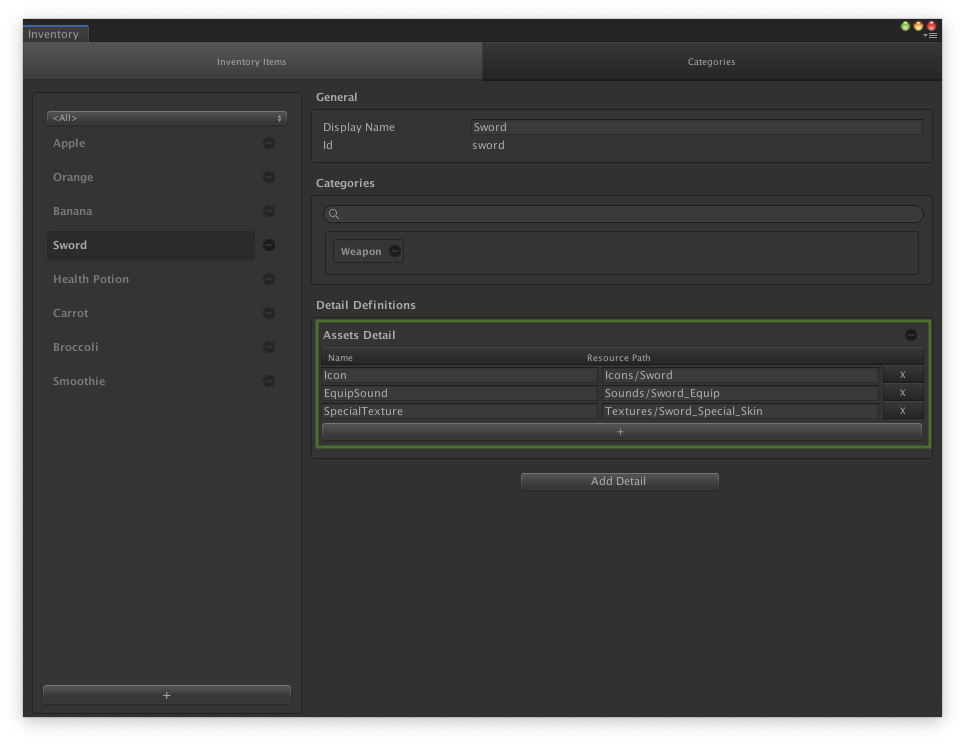 Inventory
Inventory Items
Categories
<All>
Apple
Orange
Banana
Sword
Health Potion
Carrot
Broccoli
Smoothie
+
General
Display Name
Sword
Id
sword
Categories
Weapon
Detail Definitions
Assets Detail
Name
Resource Path
Icon
Icons/Sword
X
EquipSound
Sounds/Sword_Equip
X
SpecialTexture
Textures/Sword_Special_Skin
X
+
Add Detail